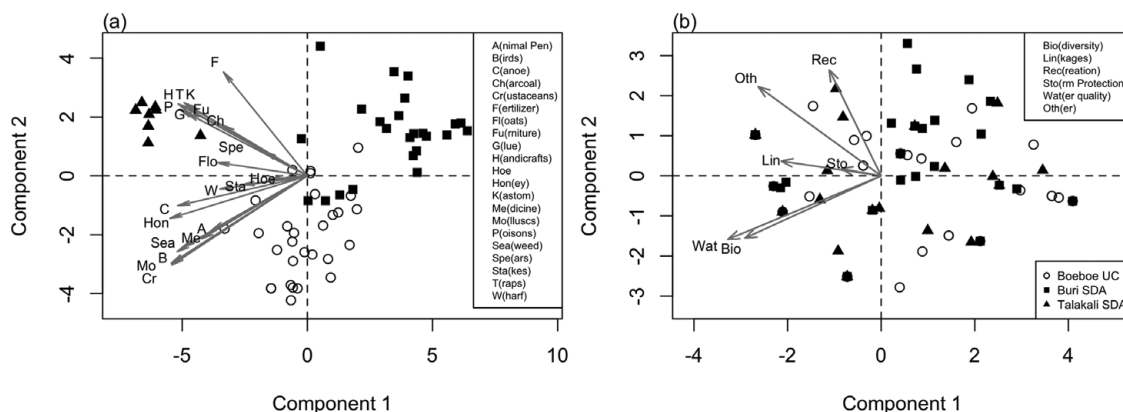 (a)
Component 2
4
2
0
-2
-4
F
H T K
P
G
Fu
Ch
Spe
Flo
Hoe
Sta
W
C
Hon
A
Sea
Me
B
Mo
Cr
A(nimal Pen)
B(irds)
C(anoe)
Ch(arcoal)
Cr(ustaceans)
F(ertilizer)
Fl(oats)
Fu(rniture)
G(lue)
H(andicrafts)
Hoe
Hon(ey)
K(astom)
Me(dicine)
Mo(lluscs)
P(oisons)
Sea(weed)
Spe(ars)
Sta(kes)
T(raps)
W(harf)
-5 0 5 10
Component 1
(b)
Component 2
3
2
1
0
-1
-3
Rec
Oth
Lin
Sto
Wat
Bio
Bio(diversity)
Lin(kages)
Rec(reation)
Sto(rm Protection)
Wat(er quality)
Oth(er)
Boeboe UC
Buri SDA
Talakali SDA
-4 -2 0 2 4
Component 1